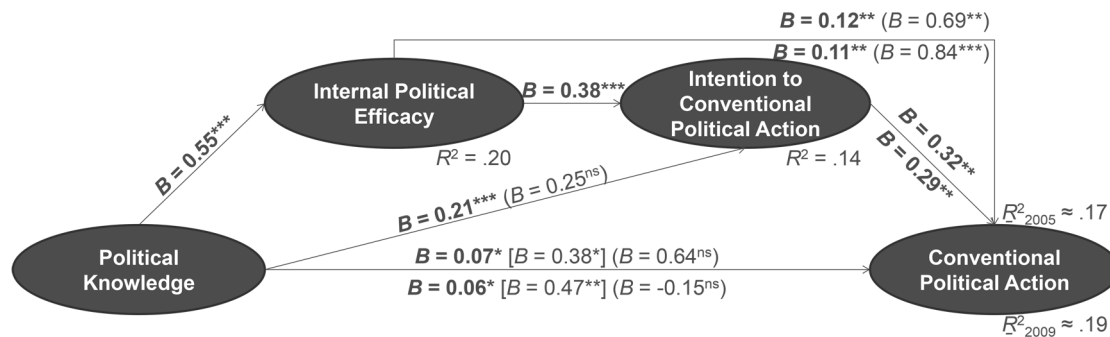 B = 0.12** (B = 0.69**)
B = 0.11** (B = 0.84***)
Internal Political
Efficacy
B = 0.38***
Intention to
Conventional
Political Action
B = 0.55***
R² = .20
R² = .14
B = 0.32**
B = 0.29**
B = 0.21*** (B = 0.25ⁿˢ)
R²₂₀₀₅ ≈ .17
Political
Knowledge
B = 0.07* [B = 0.38*] (B = 0.64ⁿˢ)
B = 0.06* [B = 0.47**] (B = -0.15ⁿˢ)
Conventional
Political Action
R²₂₀₀₉ ≈ .19